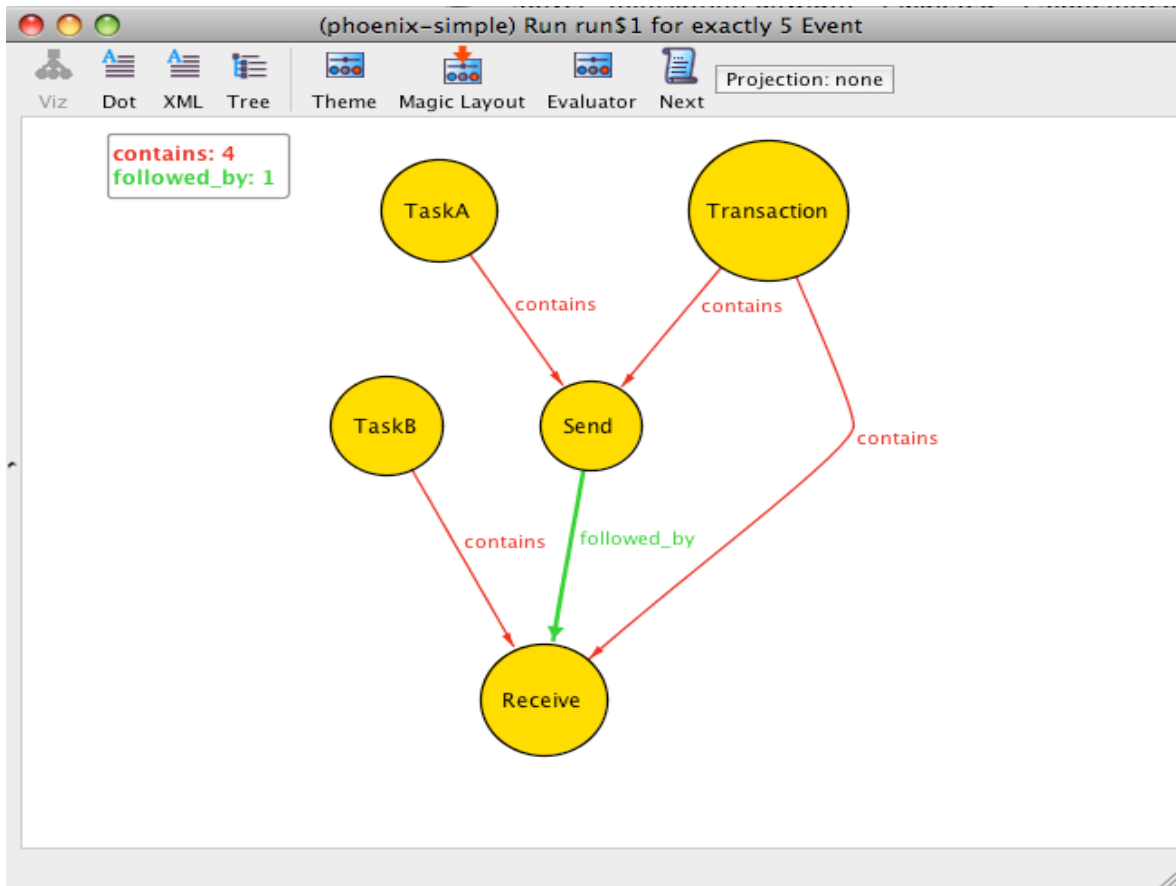 (phoenix-simple) Run run$1 for exactly 5 Event
Viz Dot XML Tree Theme Magic Layout Evaluator Next Projection: none
contains: 4
followed_by: 1
TaskA Transaction
contains contains
TaskB Send
contains
contains followed_by
Receive